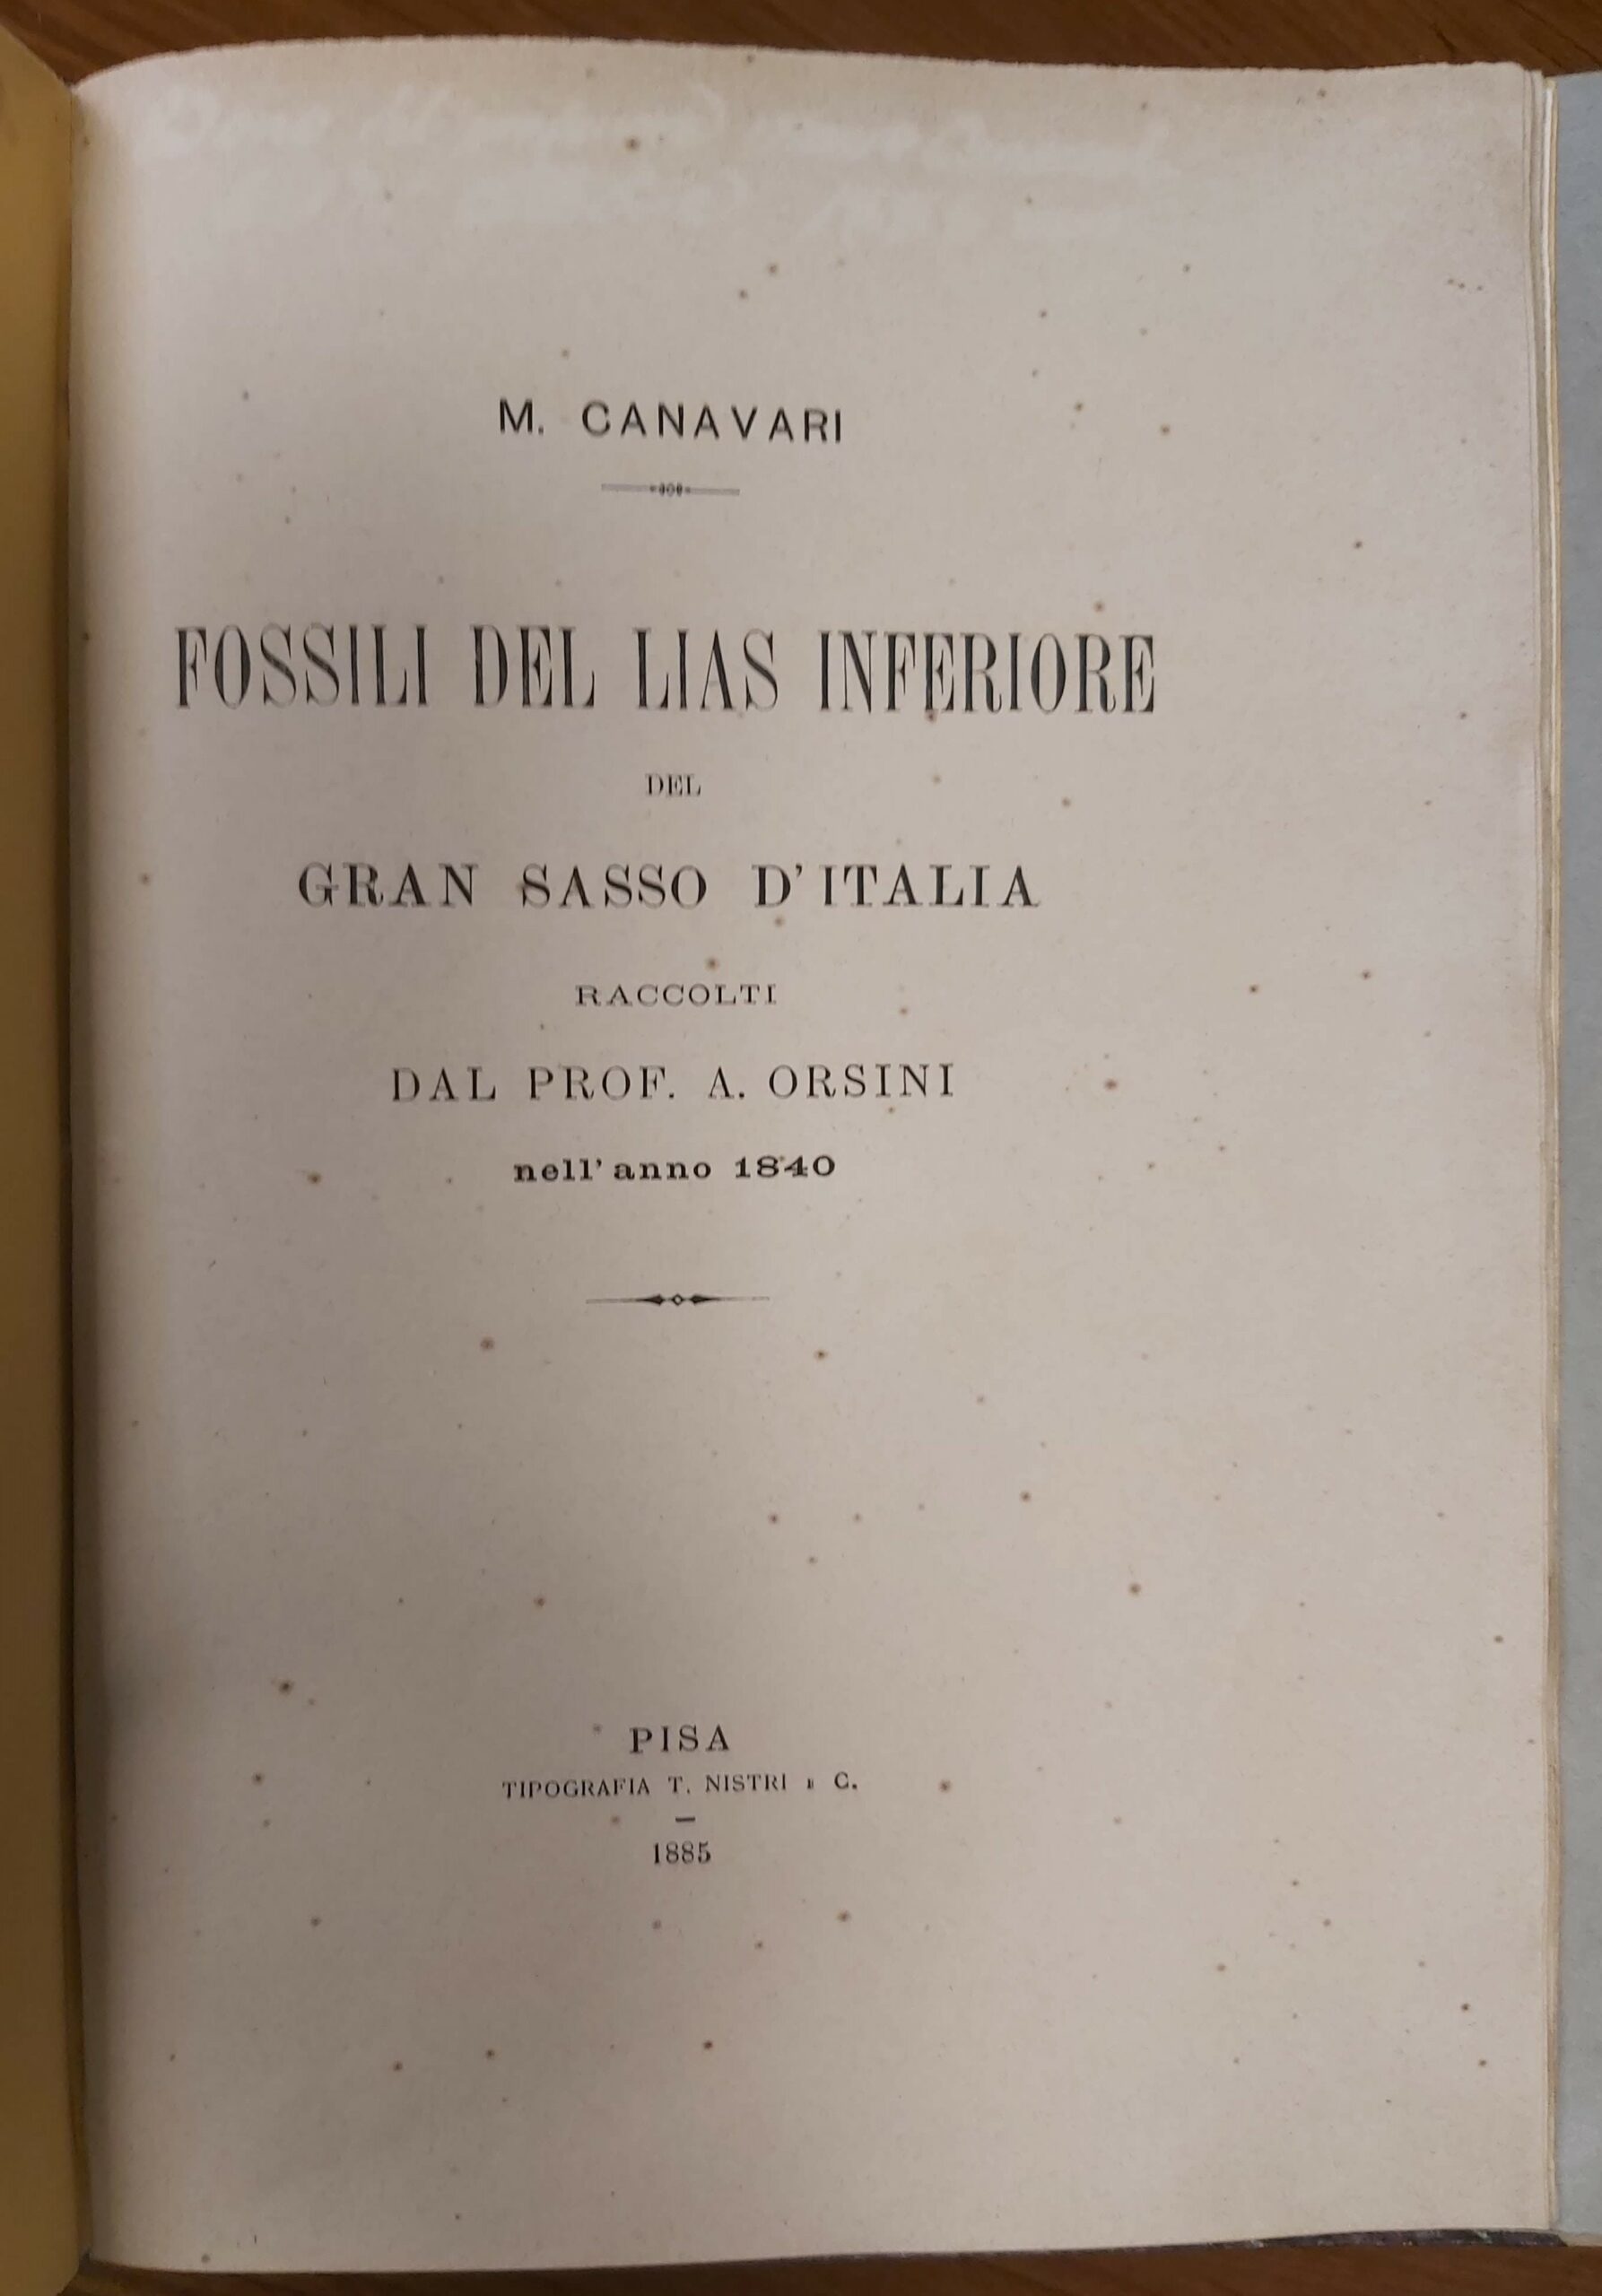 M. CANAVARI
FOSSILI DEL LIAS INFERIORE
DEL
GRAN SASSO D'ITALIA
RACCOLTI
DAL PROF. A. ORSINI
nell'anno 1840
PISA
TIPOGRAFIA T. NISTRI E C.
1885